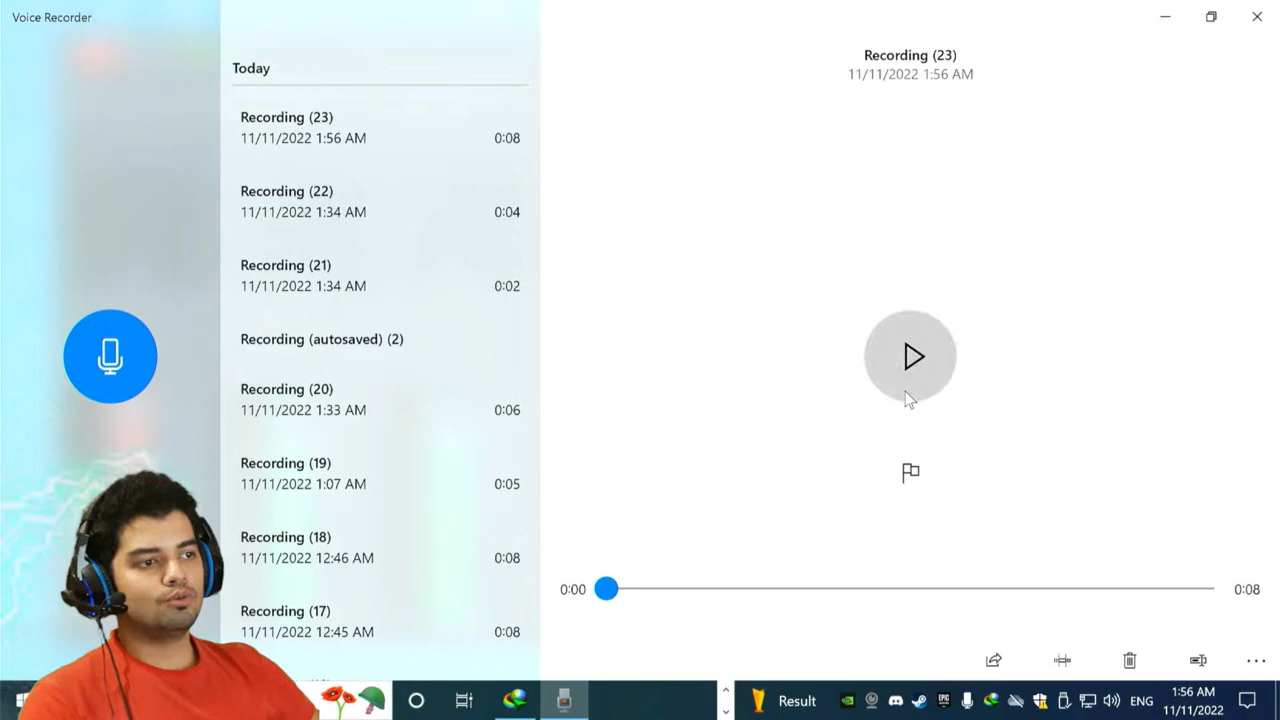 Voice Recorder
Today
Recording (23)
11/11/2022 1:56 AM
0:08
Recording (22)
11/11/2022 1:34 AM
0:04
Recording (21)
11/11/2022 1:34 AM
0:02
Recording (autosaved) (2)
Recording (20)
11/11/2022 1:33 AM
0:06
Recording (19)
11/11/2022 1:07 AM
0:05
Recording (18)
11/11/2022 12:46 AM
0:08
Recording (17)
11/11/2022 12:45 AM
0:08
Recording (23)
11/11/2022 1:56 AM
0:00
0:08
Result
EPIC
ENG
1:56 AM
11/11/2022